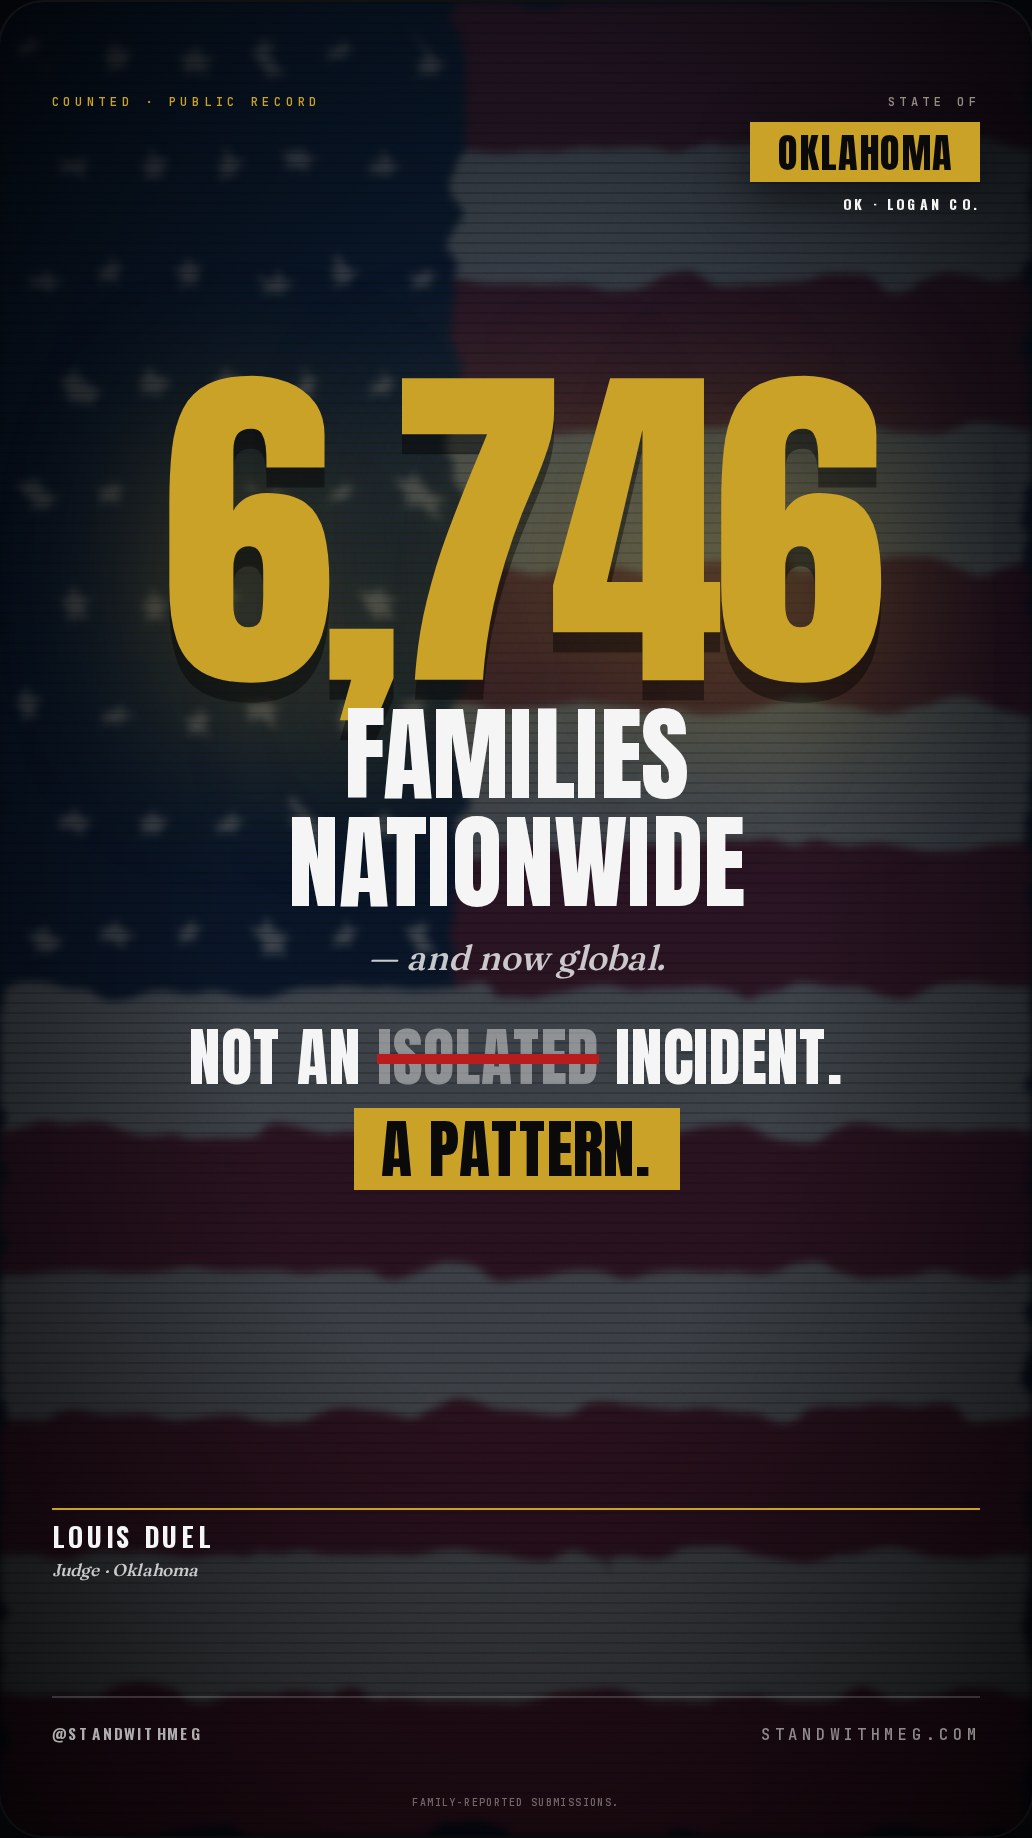 COUNTED · PUBLIC RECORD
STATE OF
OKLAHOMA
OK · LOGAN CO.
6,746
FAMILIES
NATIONWIDE
— and now global.
NOT AN ISOLATED INCIDENT.
A PATTERN.
LOUIS DUEL
Judge · Oklahoma
@STANDWITHMEG
STANDWITHMEG.COM
FAMILY-REPORTED SUBMISSIONS.